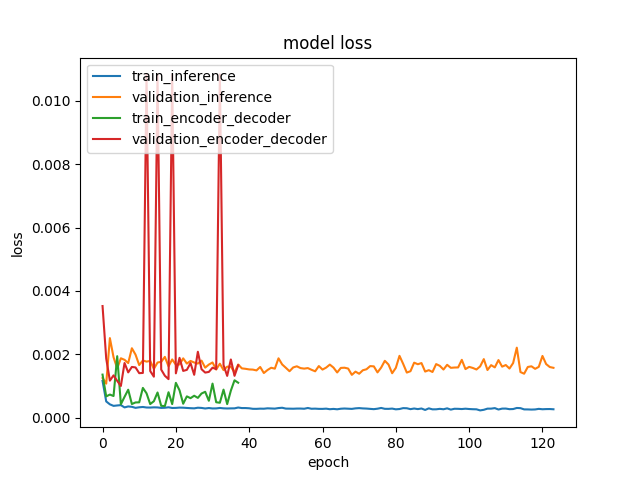 model loss
train_inference
validation_inference
train_encoder_decoder
validation_encoder_decoder
0.010
0.008
0.006
0.004
0.002
0.000
loss
0 20 40 60 80 100 120
epoch